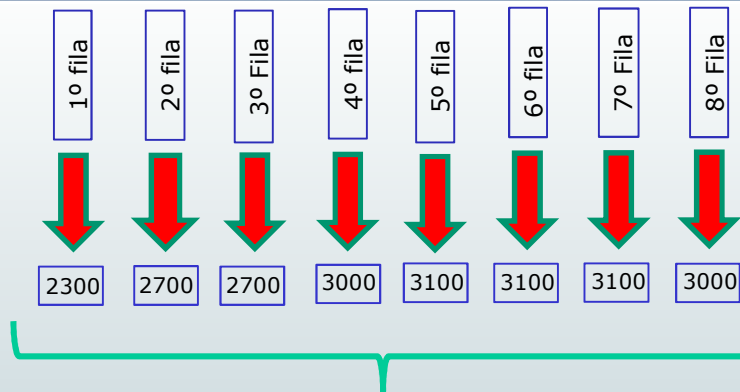 1º fila
2º fila
3º Fila
4º fila
5º fila
6º fila
7º Fila
8º Fila
2300
2700
2700
3000
3100
3100
3100
3000